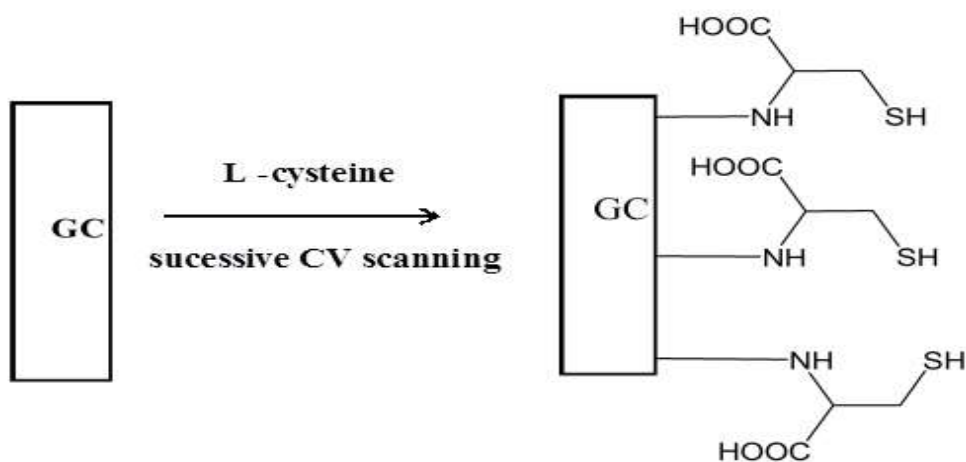 HOOC
NH
SH
L -cysteine
GC
sucessive CV scanning
HOOC
GC
NH
SH
NH
SH
HOOC